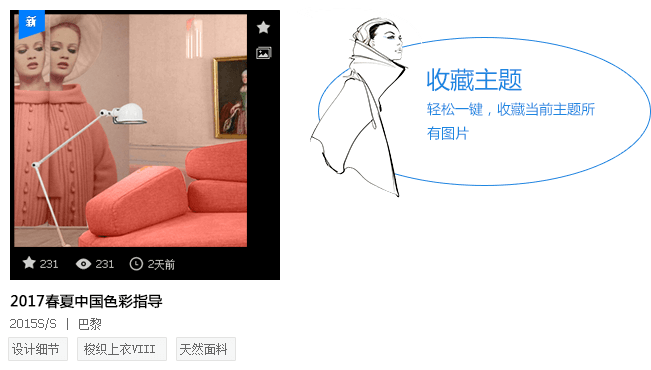 新
231 231 2天前
2017春夏中国色彩指导
2015S/S | 巴黎
设计细节 梭织上衣VIII 天然面料
收藏主题
轻松一键，收藏当前主题所
有图片